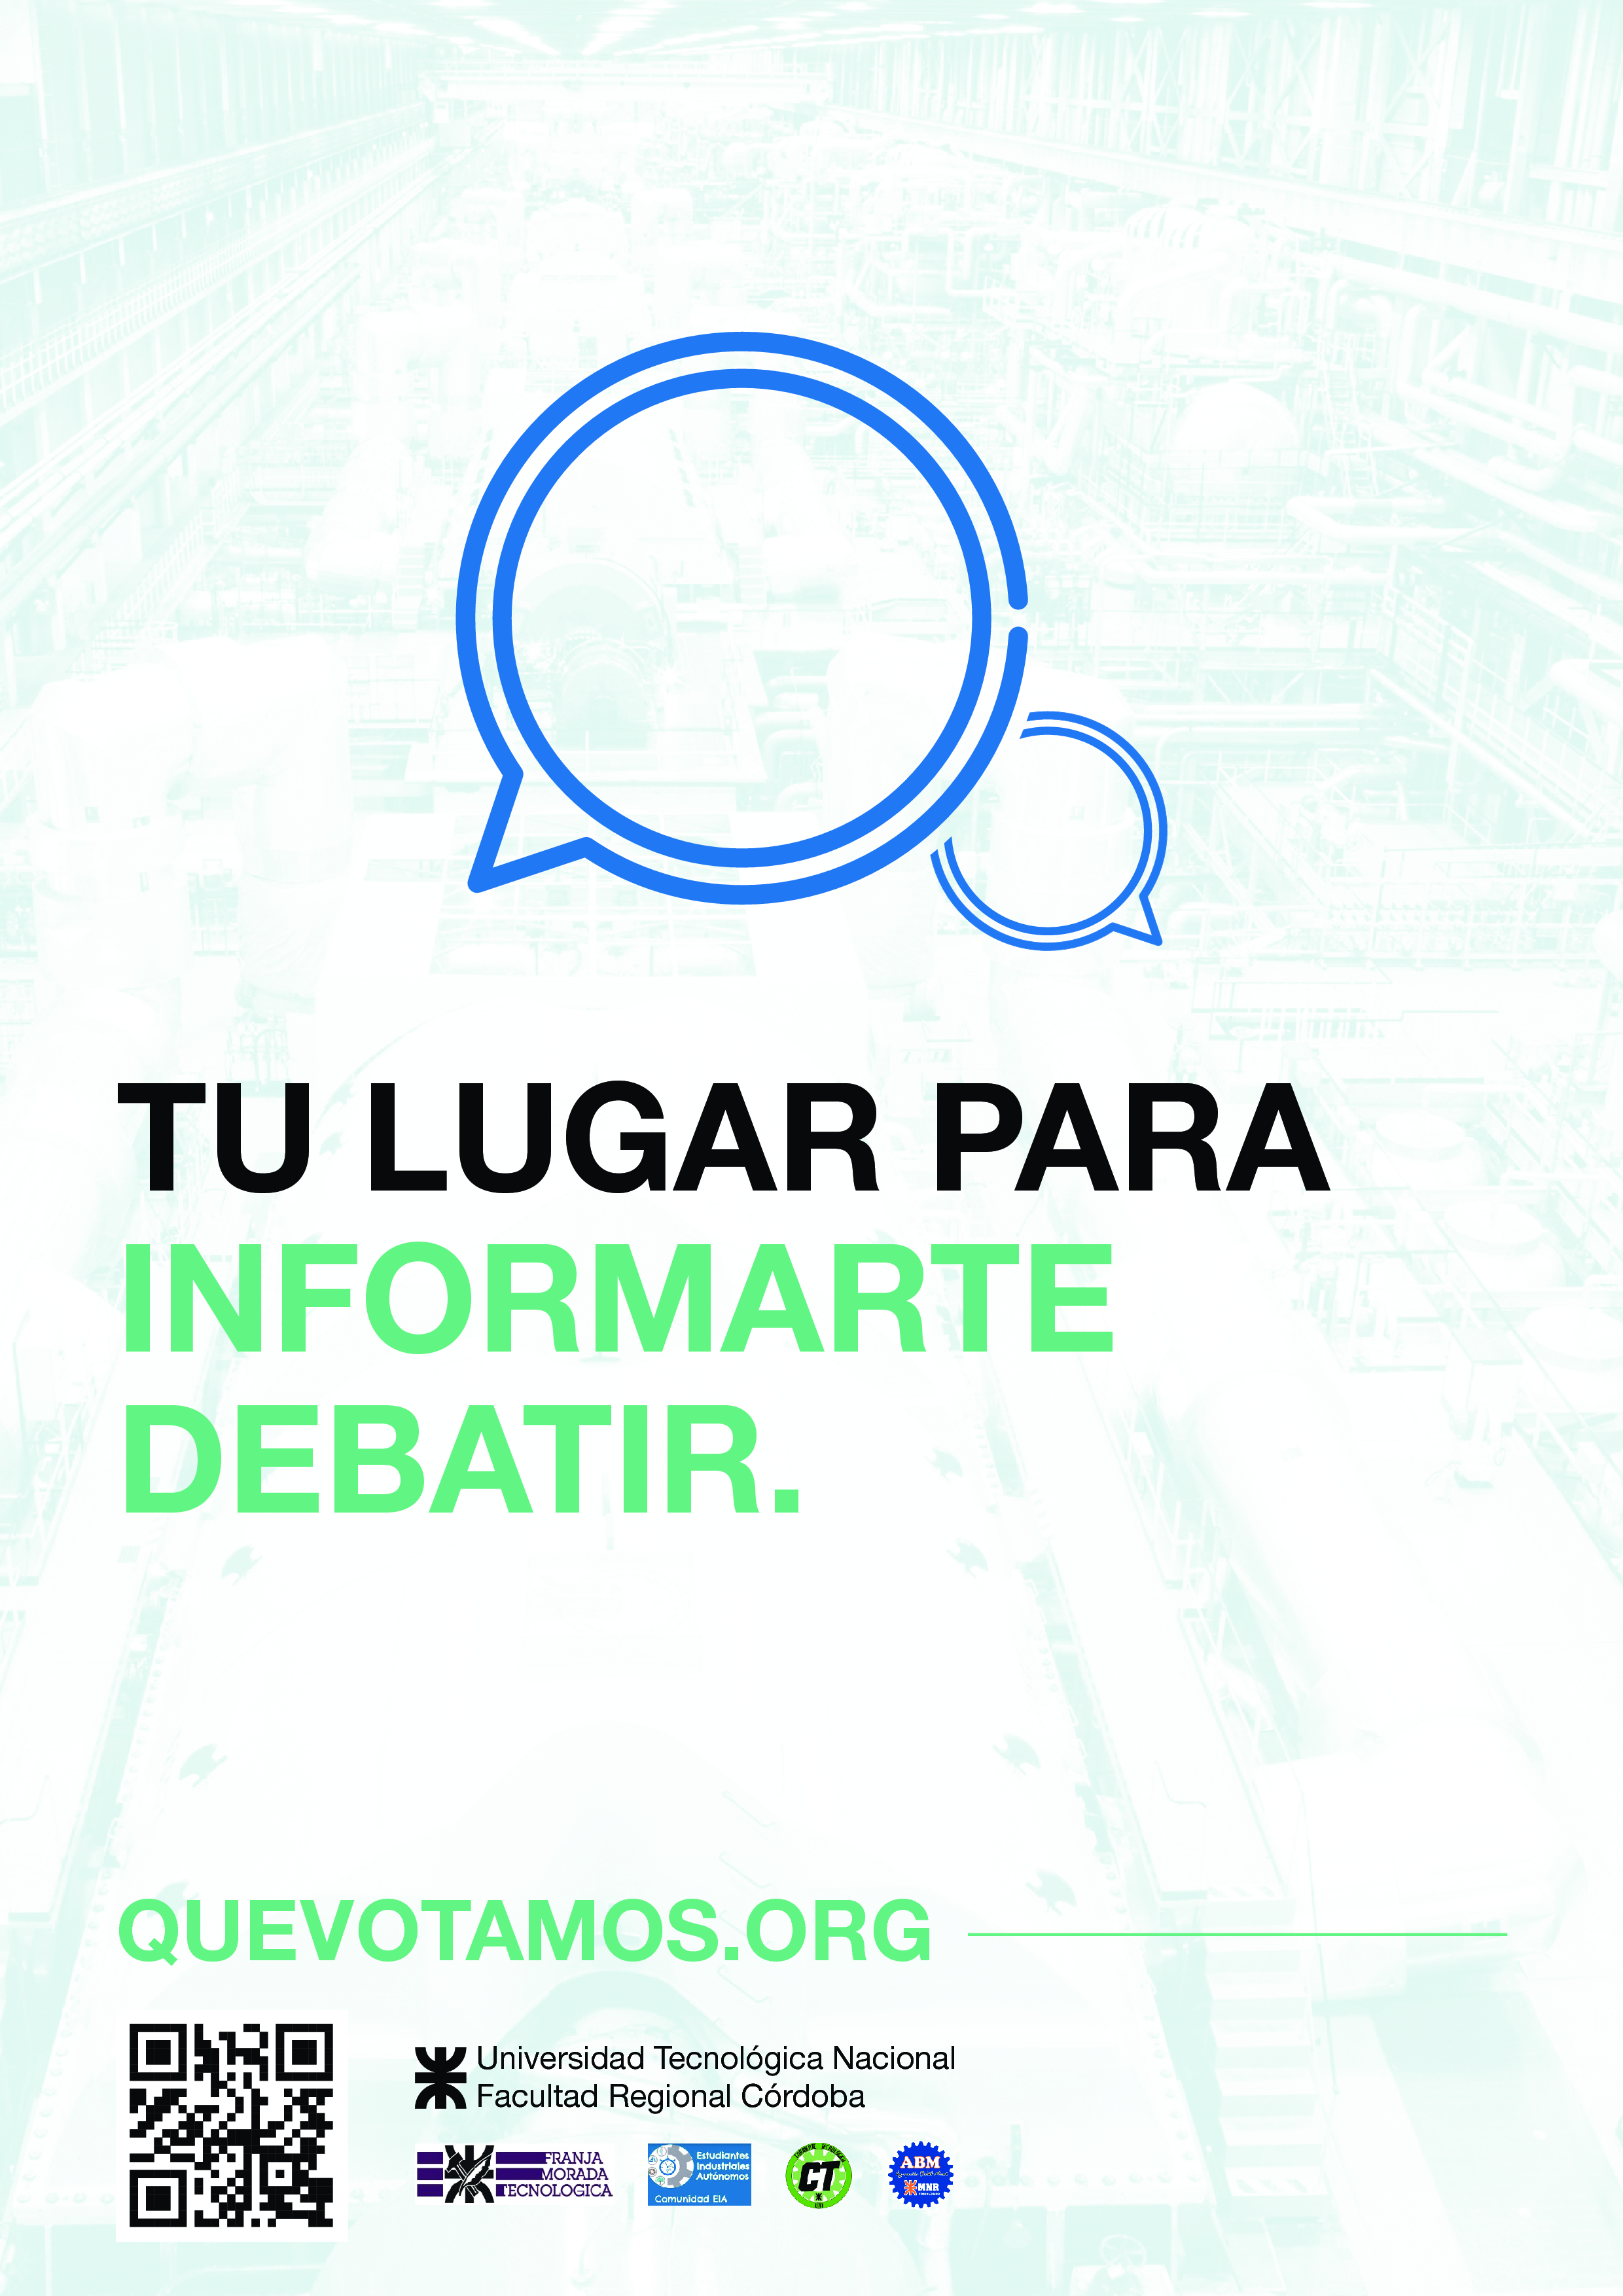 TU LUGAR PARA
INFORMARTE
DEBATIR.
QUEVOTAMOS.ORG
Universidad Tecnológica Nacional
Facultad Regional Córdoba
FRANJA
MORADA
TECNOLOGICA
Estudiantes
Industriales
Autónomos
Comunidad EIA
CT
ABM
MNR